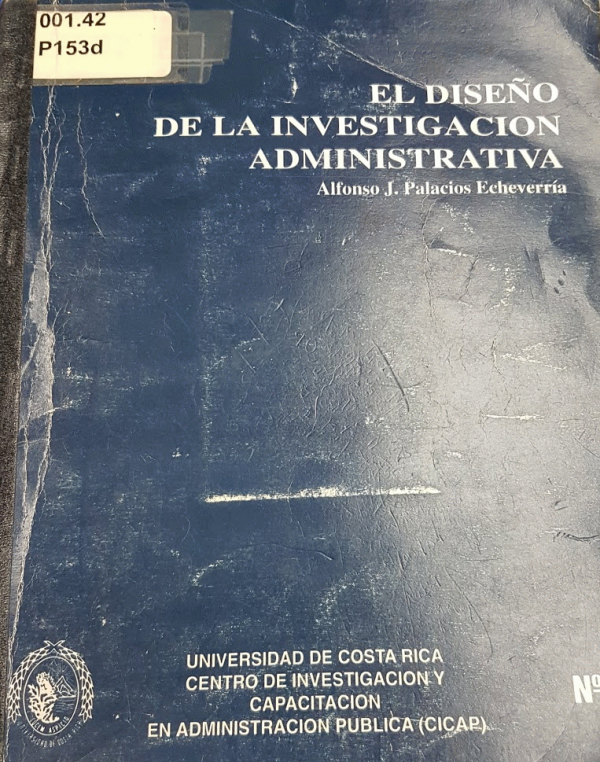 001.42
P153d
EL DISEÑO
DE LA INVESTIGACION
ADMINISTRATIVA
Alfonso J. Palacios Echeverría
UNIVERSIDAD DE COSTA RICA
CENTRO DE INVESTIGACION Y
CAPACITACION
EN ADMINISTRACION PUBLICA (CICAP)
Nº